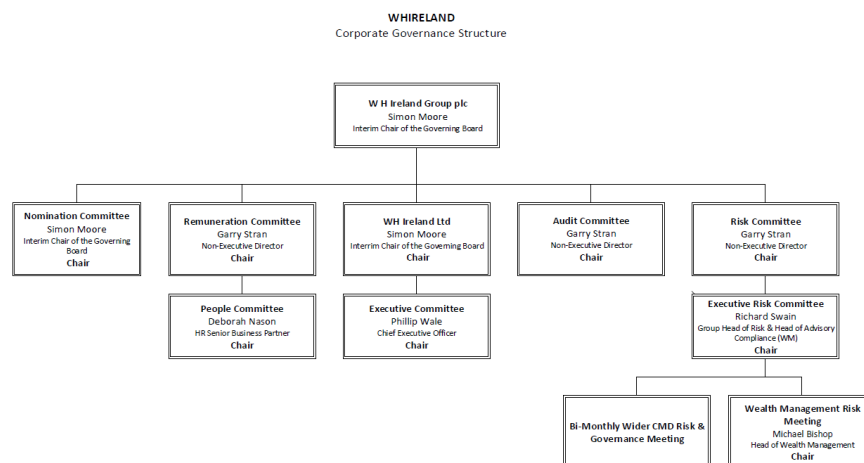 WHIRELAND
Corporate Governance Structure
W H Ireland Group plc
Simon Moore
Interim Chair of the Governing Board
Nomination Committee
Simon Moore
Interim Chair of the Governing
Board
Chair
Remuneration Committee
Garry Stran
Non-Executive Director
Chair
WH Ireland Ltd
Simon Moore
Interrim Chair of the Governing Board
Chair
Audit Committee
Garry Stran
Non-Executive Director
Chair
Risk Committee
Garry Stran
Non-Executive Director
Chair
People Committee
Deborah Nason
HR Senior Business Partner
Chair
Executive Committee
Phillip Wale
Chief Executive Officer
Chair
Executive Risk Committee
Richard Swain
Group Head of Risk & Head of Advisory
Compliance (WM)
Chair
Bi-Monthly Wider CMD Risk &
Governance Meeting
Wealth Management Risk
Meeting
Michael Bishop
Head of Wealth Management
Chair